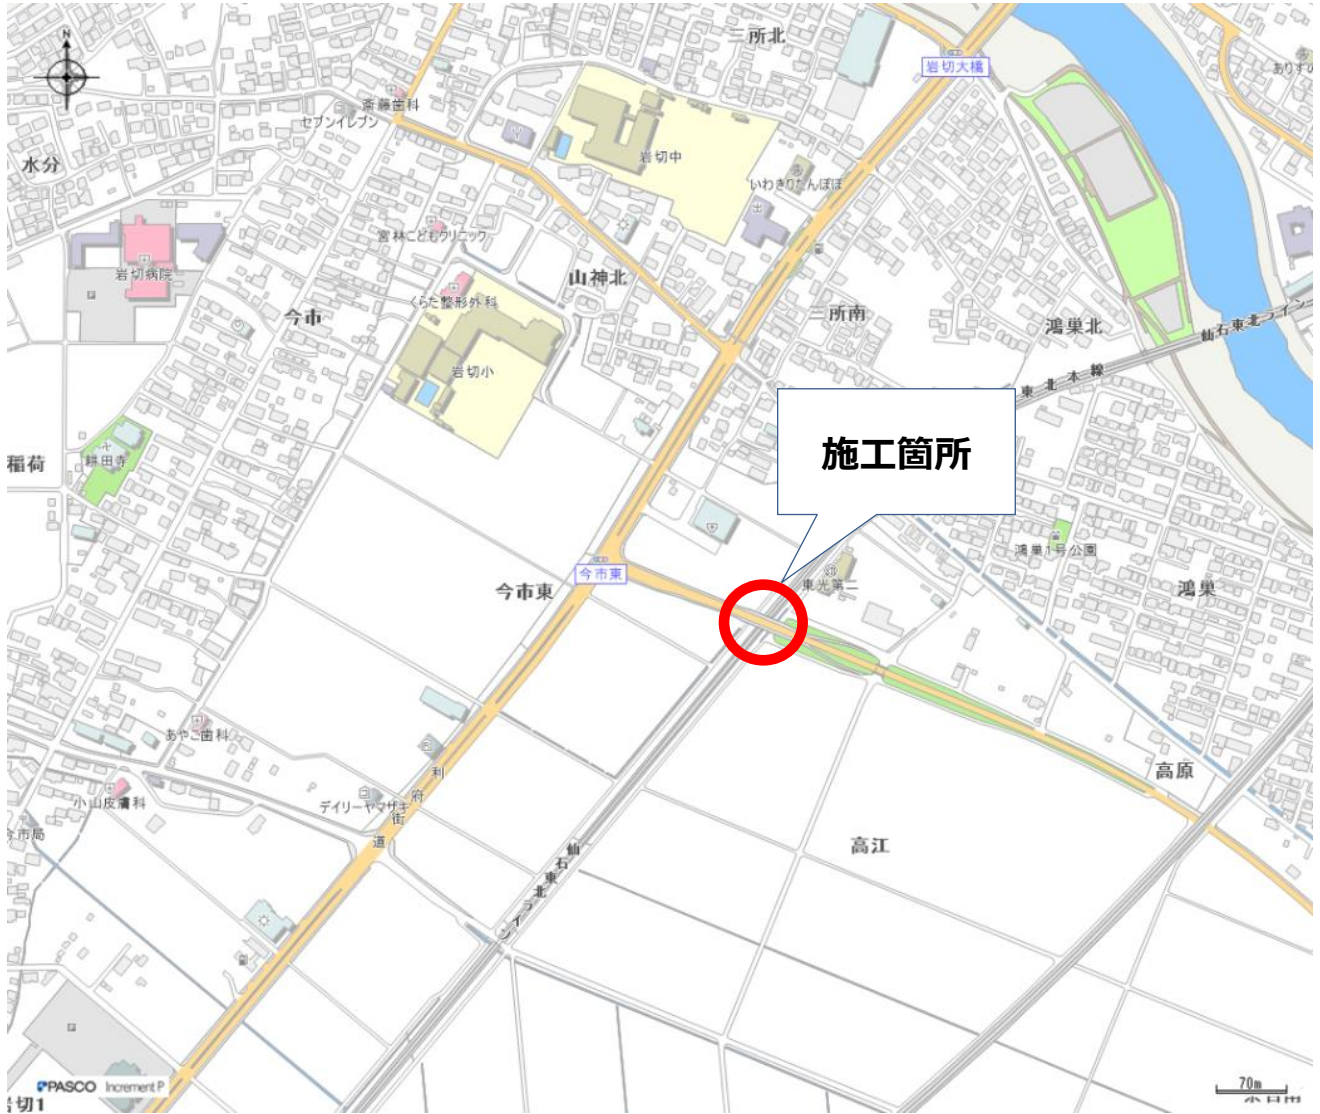 N
三所北
岩切大橋
斎藤歯科
セブンイレブン
水分
岩切中
いわきりたんぽぽ
宮林こどもクリニック
岩切病院
山神北
くらた整形外科
今市
三所南
鴻巣北
仙石東北ライン
東北本線
岩切小
施工箇所
稲荷
耕田寺
鴻巣1号公園
今市東
今市東
東光第二
鴻巣
あやこ歯科
高原
利府街道
小山皮膚科
デイリーヤマザキ
今市局
高江
仙石東北ライン
PASCO Increment P
70m
岩切1